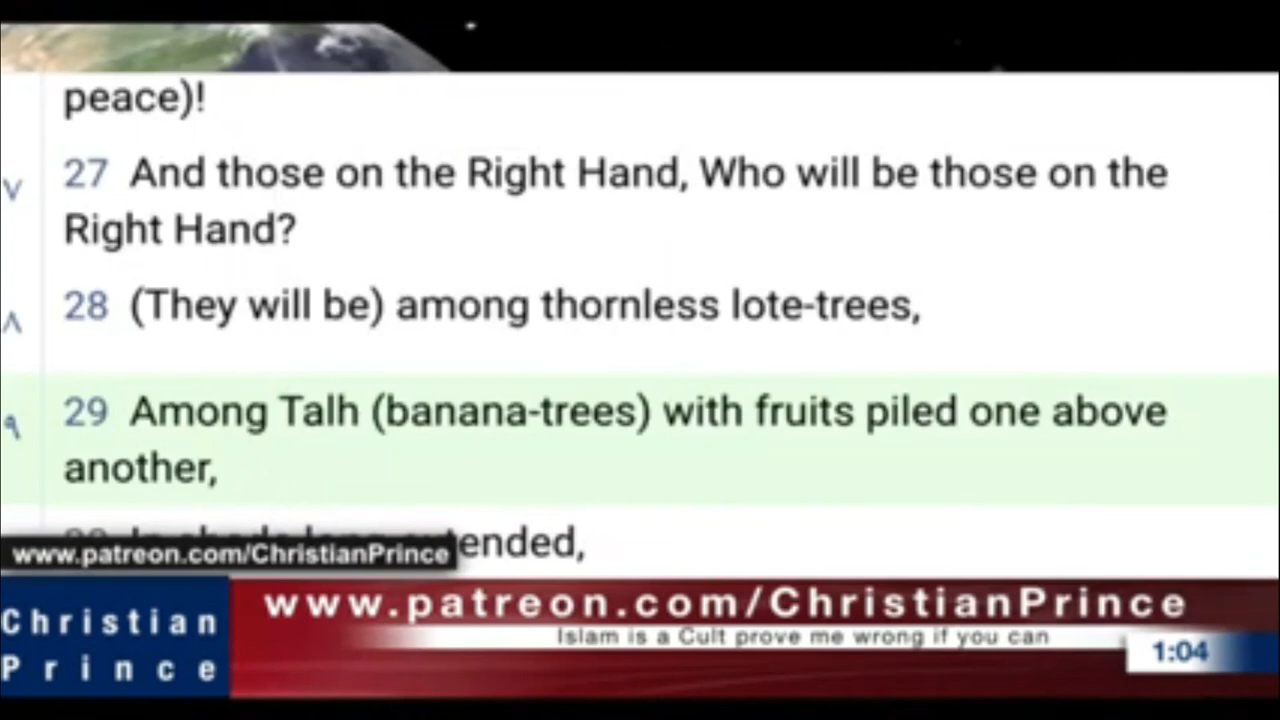 peace)!
27 And those on the Right Hand, Who will be those on the
Right Hand?
28 (They will be) among thornless lote-trees,
29 Among Talh (banana-trees) with fruits piled one above
another,
www.patreon.com/ChristianPrince
www.patreon.com/ChristianPrince
Islam is a Cult prove me wrong if you can
Christian
Prince
1:04